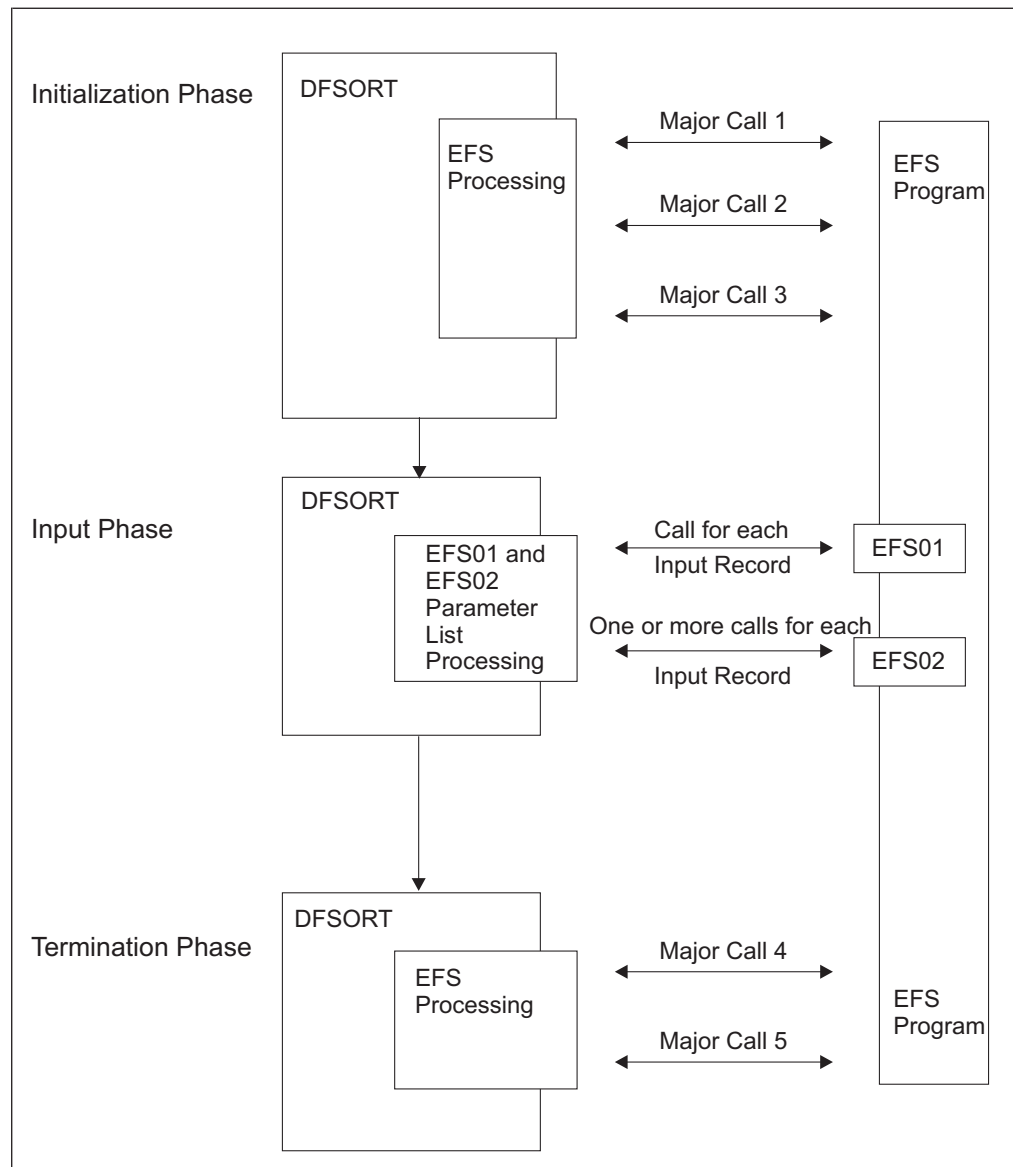 Initialization Phase
DFSORT
EFS
Processing
Major Call 1
Major Call 2
Major Call 3
EFS
Program
Input Phase
DFSORT
EFS01 and
EFS02
Parameter
List
Processing
Call for each
Input Record
One or more calls for each
Input Record
EFS01
EFS02
Termination Phase
DFSORT
EFS
Processing
Major Call 4
Major Call 5
EFS
Program